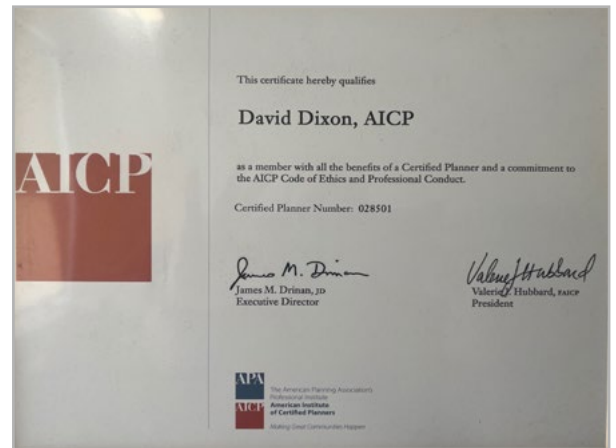 This certificate hereby qualifies
David Dixon, AICP
AICP
as a member with all the benefits of a Certified Planner and a commitment to
the AICP Code of Ethics and Professional Conduct.
Certified Planner Number: 028501
James M. Drinan
Valerie J Hubbard
James M. Drinan, JD
Executive Director
Valerie J. Hubbard, FAICP
President
APA
The American Planning Association's
Professional Institute
AICP
American Institute
of Certified Planners
Making Great Communities Happen